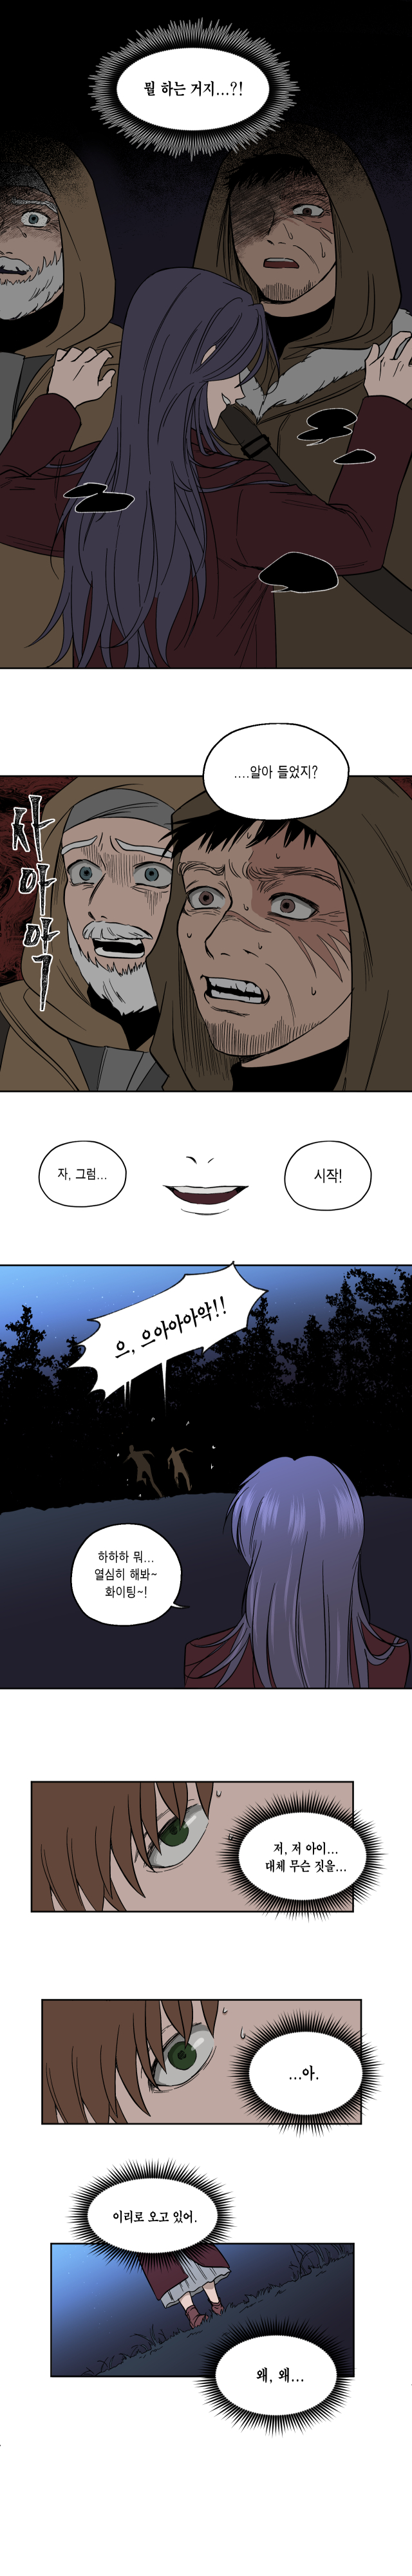 뭘 하는 거지...?!
....알아 들었지?
사아악
자, 그럼...
시작!
으, 으아아아악!!
하하하 뭐...
열심히 해봐~
화이팅~!
저, 저 아이...
대체 무슨 짓을...
...아.
이리로 오고 있어.
왜, 왜...